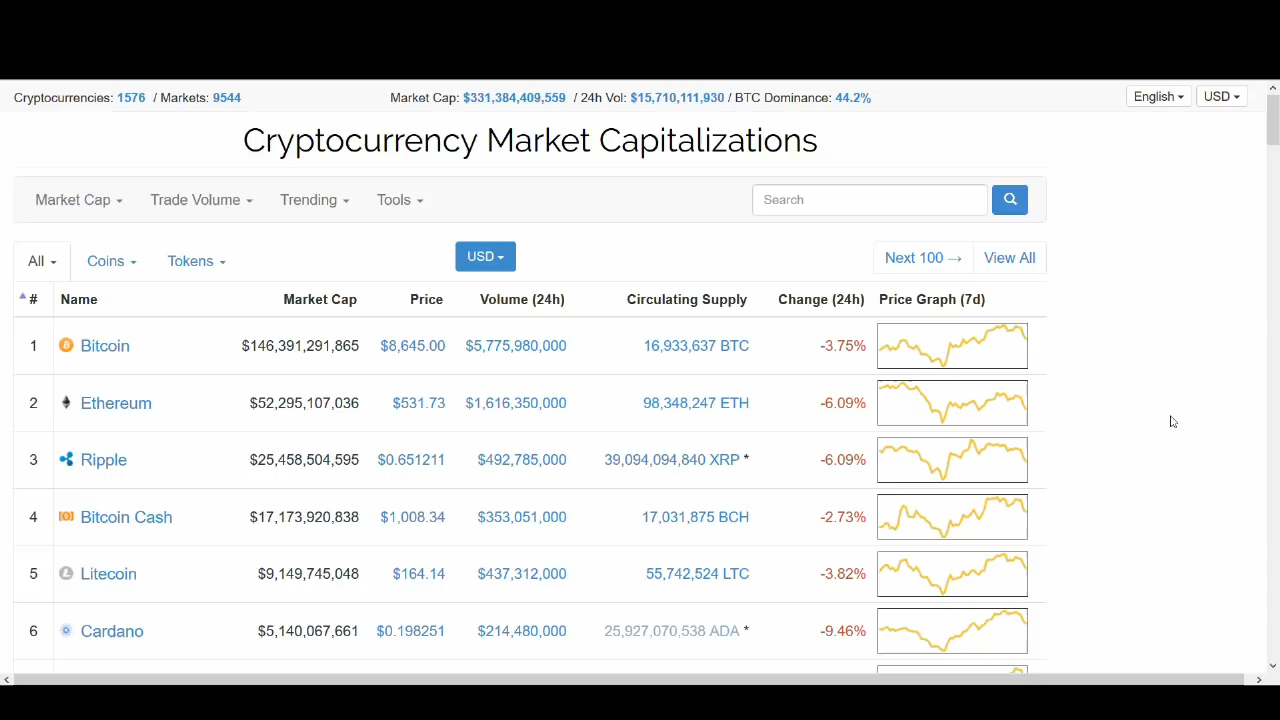 Cryptocurrencies: 1576 / Markets: 9544 Market Cap: $331,384,409,559 / 24h Vol: $15,710,111,930 / BTC Dominance: 44.2% English USD
Cryptocurrency Market Capitalizations
Market Cap Trade Volume Trending Tools Search
All Coins Tokens USD Next 100 → View All
# Name Market Cap Price Volume (24h) Circulating Supply Change (24h) Price Graph (7d)
1 Bitcoin $146,391,291,865 $8,645.00 $5,775,980,000 16,933,637 BTC -3.75%
2 Ethereum $52,295,107,036 $531.73 $1,616,350,000 98,348,247 ETH -6.09%
3 Ripple $25,458,504,595 $0.651211 $492,785,000 39,094,094,840 XRP * -6.09%
4 Bitcoin Cash $17,173,920,838 $1,008.34 $353,051,000 17,031,875 BCH -2.73%
5 Litecoin $9,149,745,048 $164.14 $437,312,000 55,742,524 LTC -3.82%
6 Cardano $5,140,067,661 $0.198251 $214,480,000 25,927,070,538 ADA * -9.46%